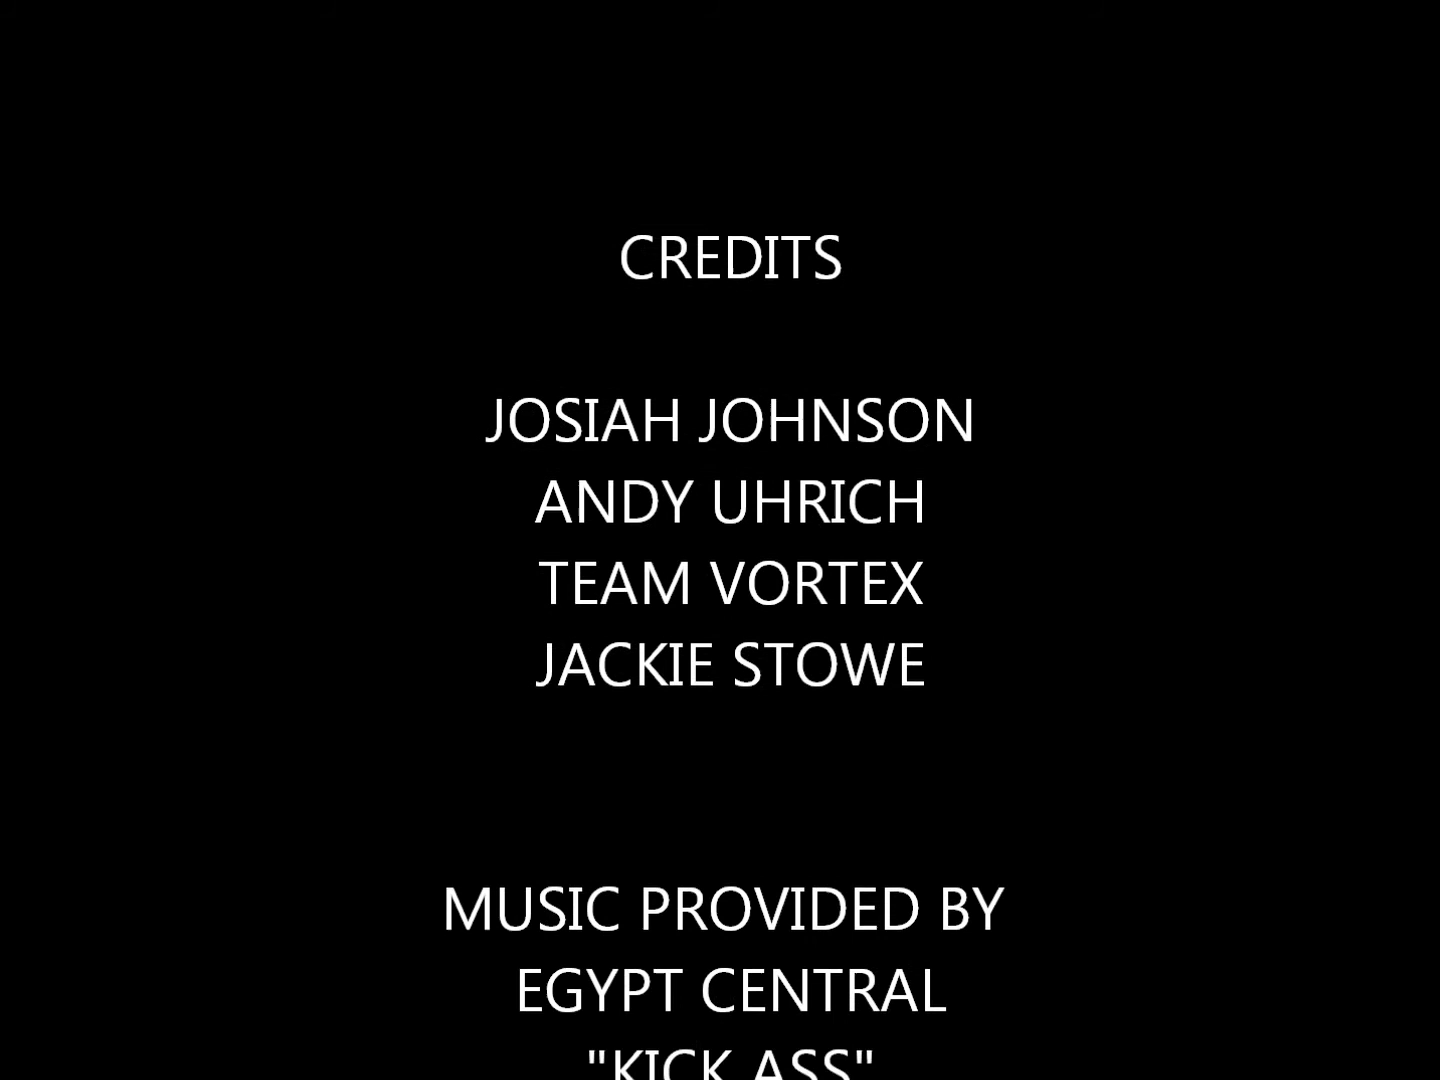 CREDITS
JOSIAH JOHNSON
ANDY UHRICH
TEAM VORTEX
JACKIE STOWE
MUSIC PROVIDED BY
EGYPT CENTRAL
"KICK ASS"